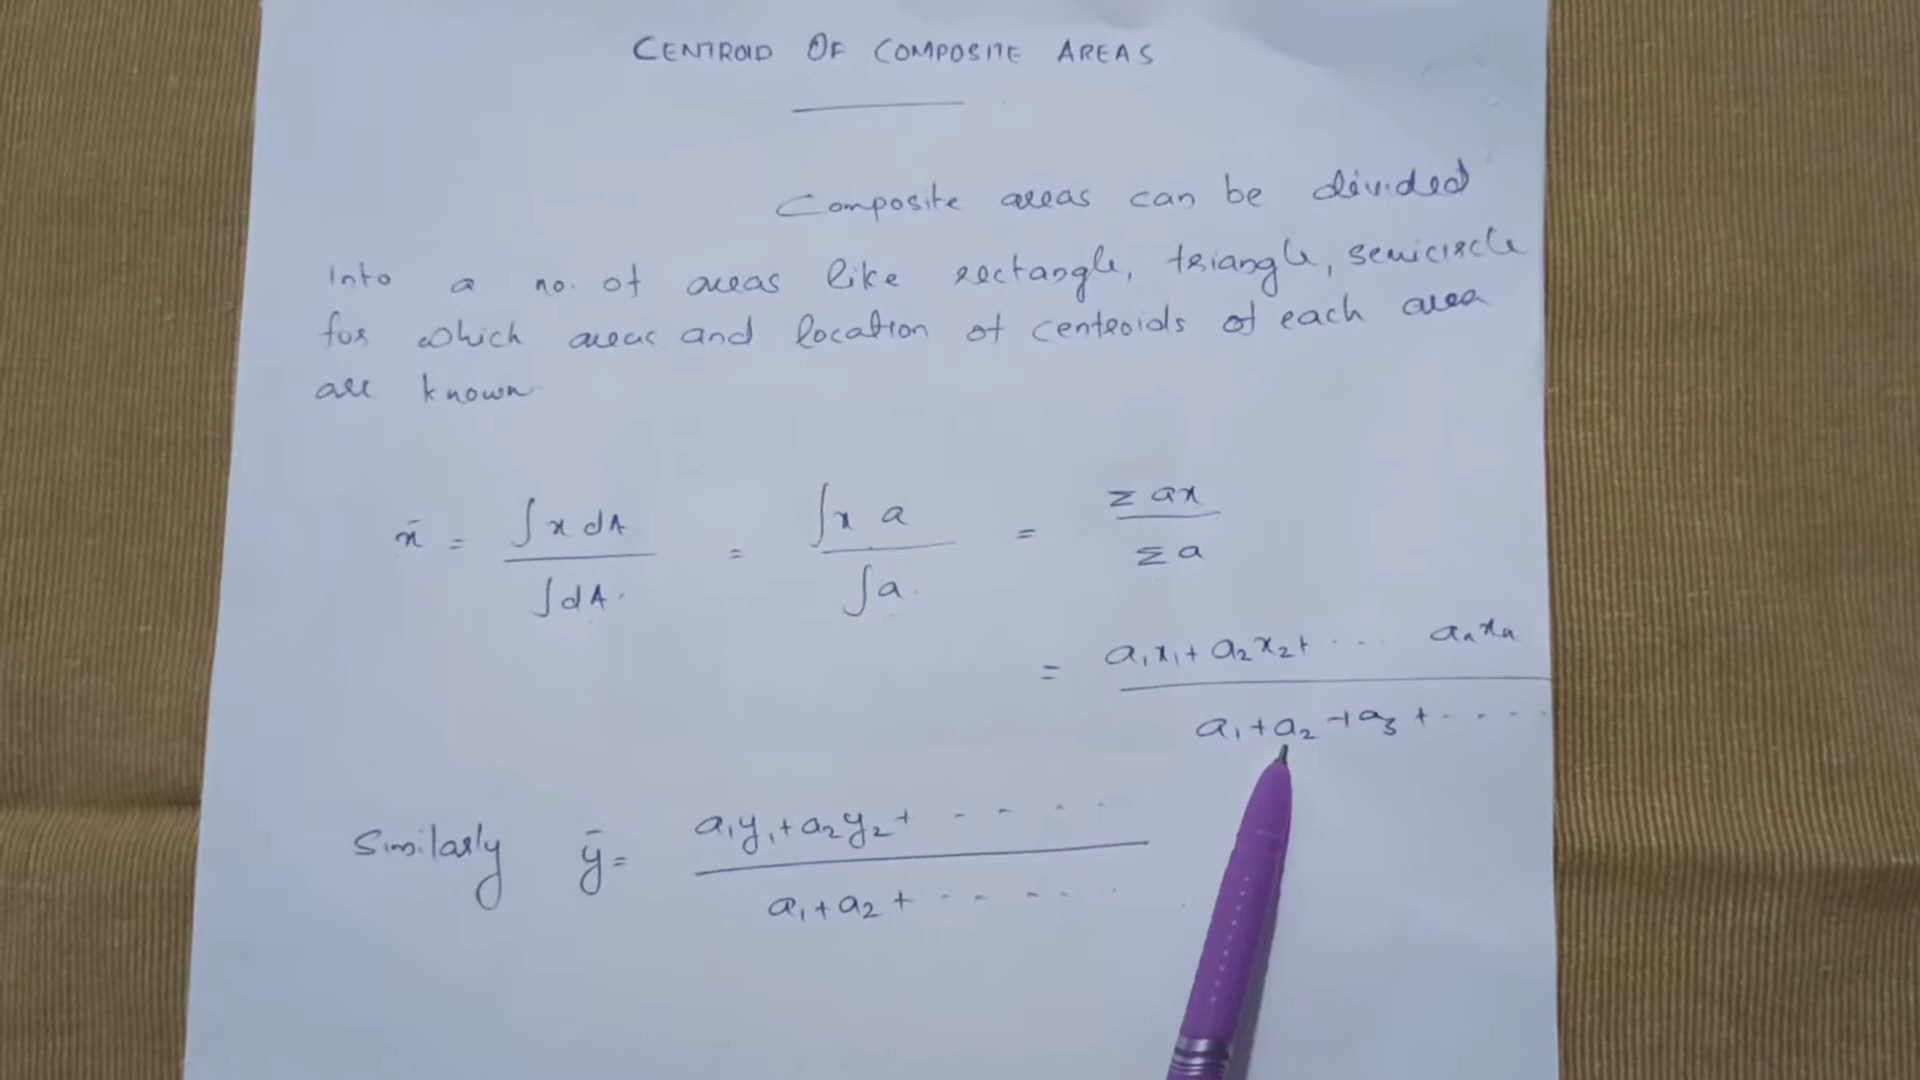 CENTROID OF COMPOSITE AREAS
Composite areas can be divided
into a no. of areas like rectangle, triangle, semicircle
for which areas and location of centroids of each area
are known
x̄ = ∫x dA / ∫dA. = ∫x a / ∫a. = Σ ax / Σ a
= a₁x₁ + a₂x₂ + ... aₙxₙ / a₁ + a₂ + a₃ + ....
Similarly ȳ = a₁y₁ + a₂y₂ + .... / a₁ + a₂ + .....